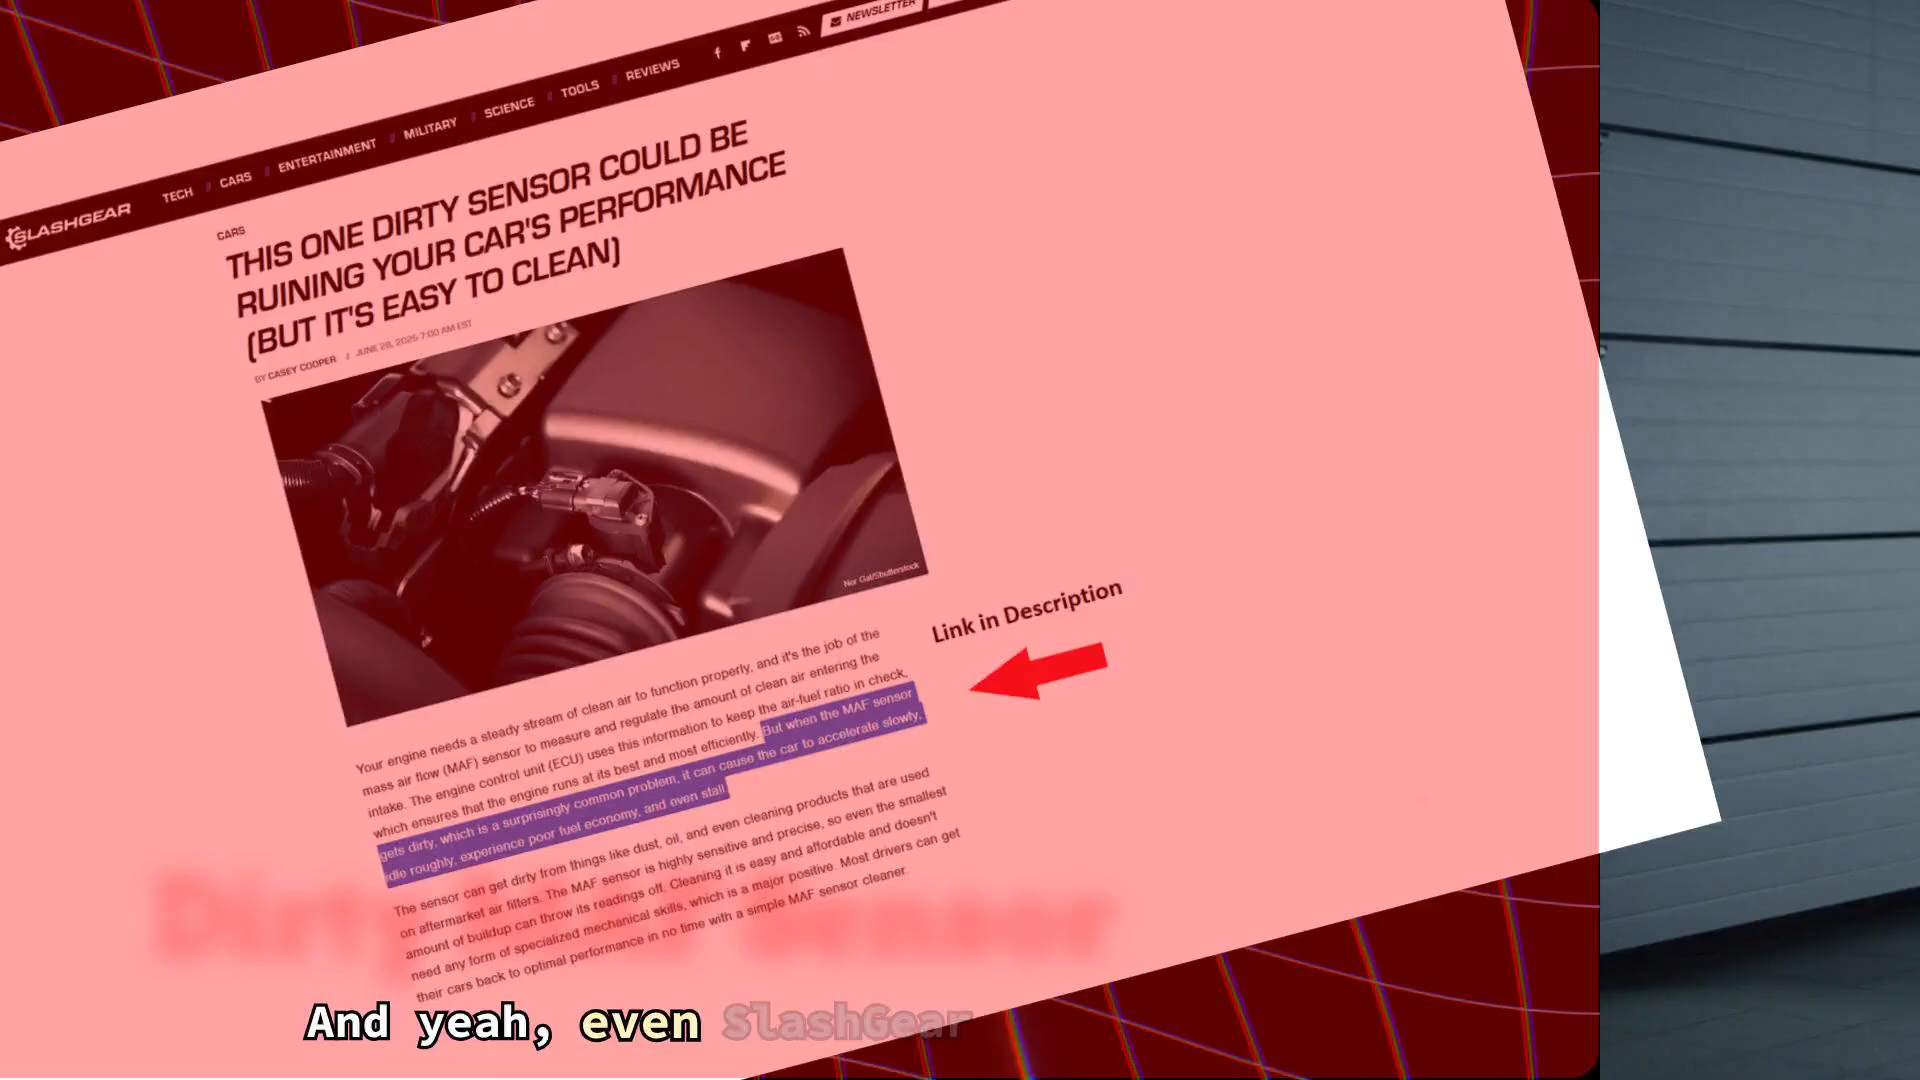 SLASHGEAR
TECH // CARS // ENTERTAINMENT // MILITARY // SCIENCE // TOOLS // REVIEWS
NEWSLETTER
CARS
THIS ONE DIRTY SENSOR COULD BE
RUINING YOUR CAR'S PERFORMANCE
(BUT IT'S EASY TO CLEAN)
BY CASEY COOPER // JUNE 28, 2025 7:00 AM EST
Nor Gal/Shutterstock
Your engine needs a steady stream of clean air to function properly, and it's the job of the
mass air flow (MAF) sensor to measure and regulate the amount of clean air entering the
intake. The engine control unit (ECU) uses this information to keep the air-fuel ratio in check,
which ensures that the engine runs at its best and most efficiently. But when the MAF sensor
gets dirty, which is a surprisingly common problem, it can cause the car to accelerate slowly,
idle roughly, experience poor fuel economy, and even stall.
The sensor can get dirty from things like dust, oil, and even cleaning products that are used
on aftermarket air filters. The MAF sensor is highly sensitive and precise, so even the smallest
amount of buildup can throw its readings off. Cleaning it is easy and affordable and doesn't
need any form of specialized mechanical skills, which is a major positive. Most drivers can get
their cars back to optimal performance in no time with a simple MAF sensor cleaner.
Link in Description
Dirty Sensor
And yeah, even SlashGear